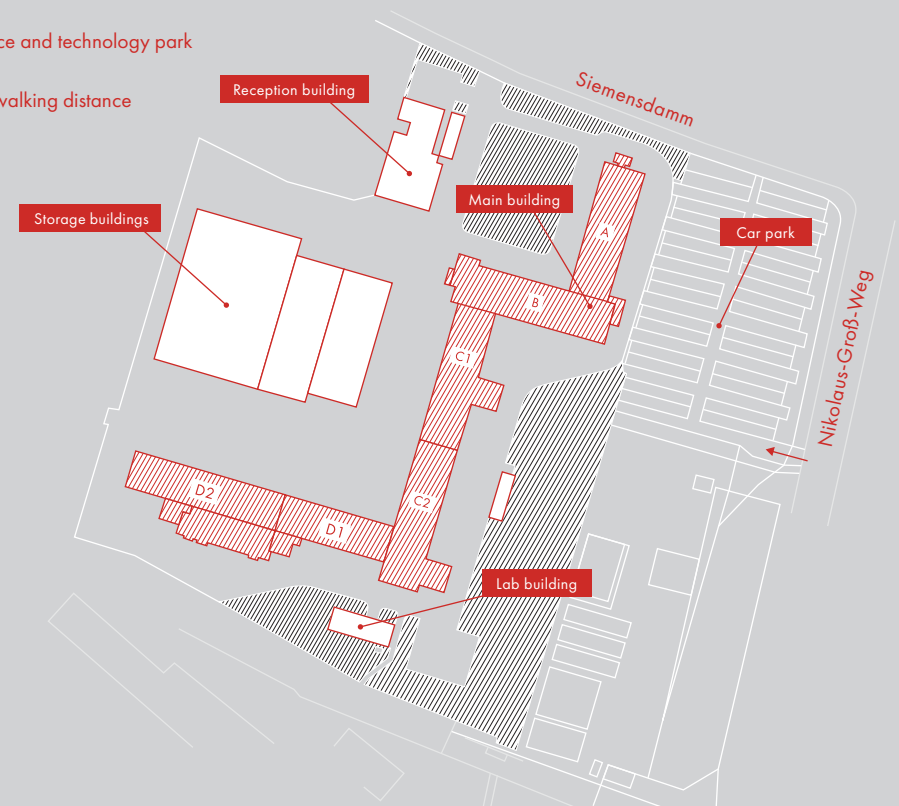 ce and technology park
walking distance
Siemensdamm
Reception building
Main building
Storage buildings
Car park
A
B
C1
Nikolaus-Groß-Weg
D2
C2
D1
Lab building